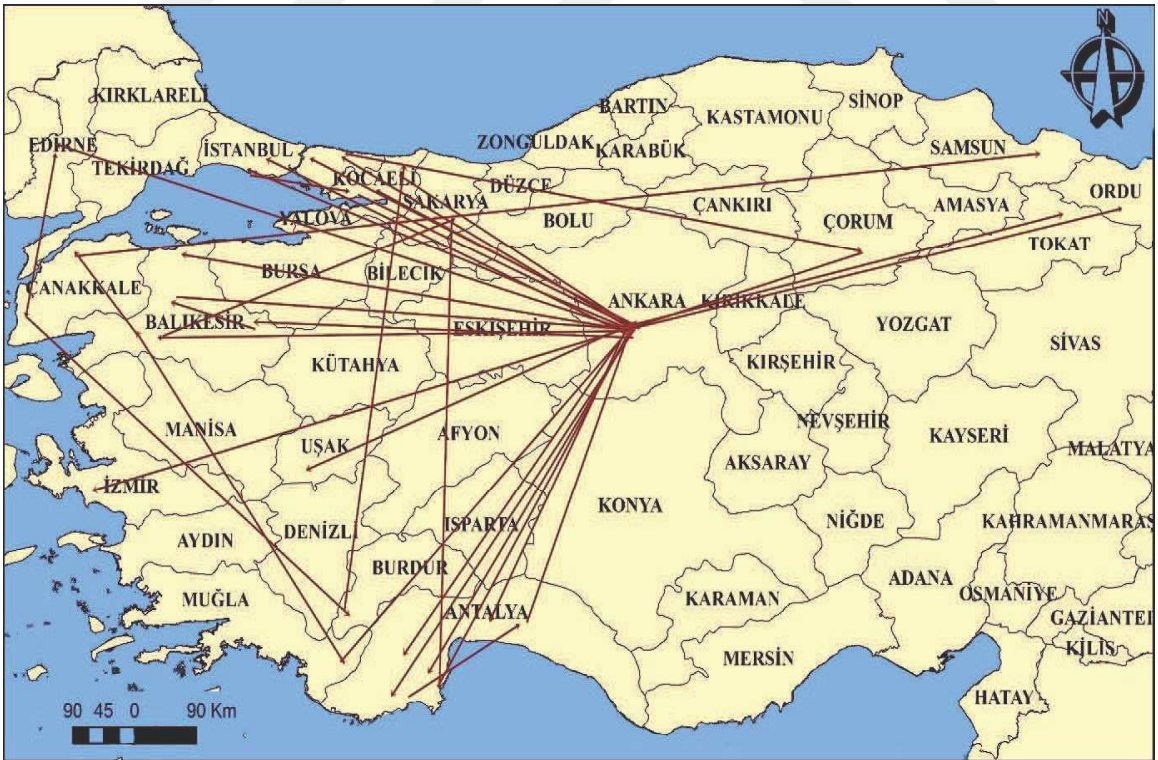 N
KIRKLARELİ
BARTIN
KASTAMONU
SİNOP
EDİRNE
TEKİRDAĞ
İSTANBUL
ZONGULDAK
KARABÜK
SAMSUN
KOCAELİ
SAKARYA
DÜZCE
ÇANKIRI
ÇORUM
AMASYA
ORDU
YALOVA
BOLU
TOKAT
ÇANAKKALE
BURSA
BİLECİK
ANKARA
KIRIKKALE
BALIKESİR
ESKİŞEHİR
YOZGAT
SİVAS
KÜTAHYA
KIRŞEHİR
MANİSA
UŞAK
AFYON
NEVŞEHİR
KAYSERİ
MALATYA
AKSARAY
İZMİR
KONYA
DENİZLİ
ISPARTA
NİĞDE
KAHRAMANMARAŞ
AYDIN
BURDUR
ADANA
MUĞLA
ANTALYA
KARAMAN
OSMANİYE
GAZİANTEI
KİLİS
MERSİN
HATAY
90 45 0 90 Km